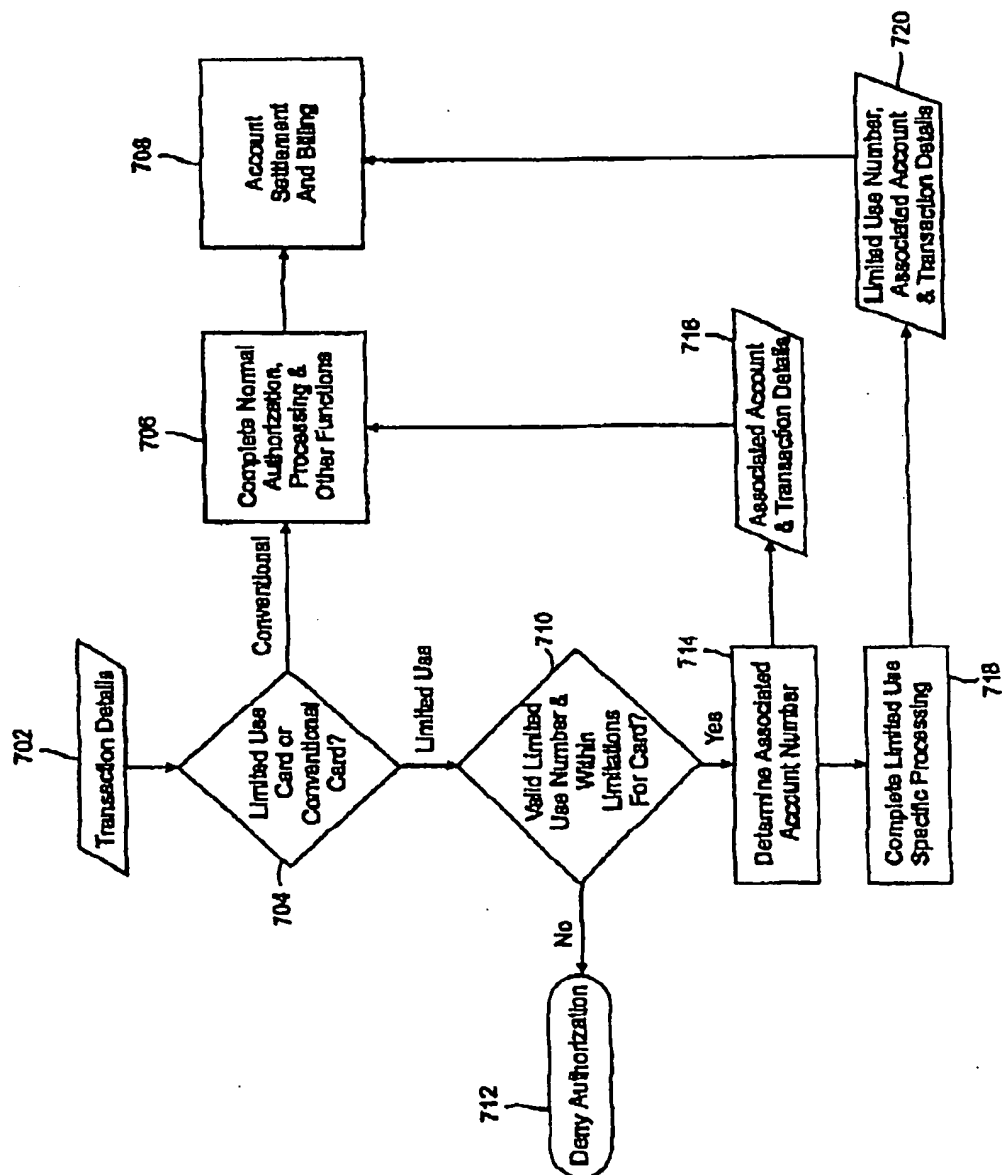 702
Transaction Details
704
Limited Use
Card or
Conventional
Card?
Conventional
706
Complete Normal
Authorization,
Processing &
Other Functions
708
Account
Settlement
And Billing
Limited Use
710
Valid Limited
Use Number &
Within
Limitations
For Card?
No
712
Deny Authorization
Yes
714
Determine Associated
Account Number
716
Associated Account
& Transaction Details
Complete Limited Use
Specific Processing
718
720
Limited Use Number,
Associated Account
& Transaction Details